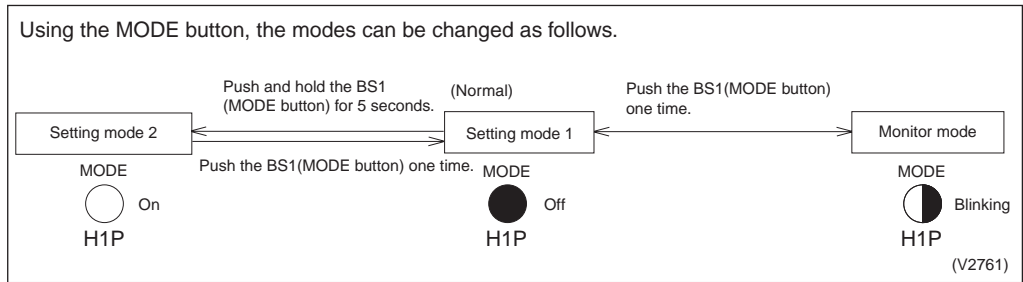 Using the MODE button, the modes can be changed as follows.
Push and hold the BS1
(MODE button) for 5 seconds.
(Normal)
Push the BS1(MODE button)
one time.
Setting mode 2
Setting mode 1
Monitor mode
Push the BS1(MODE button) one time.
MODE
On
H1P
MODE
Off
H1P
MODE
Blinking
H1P
(V2761)